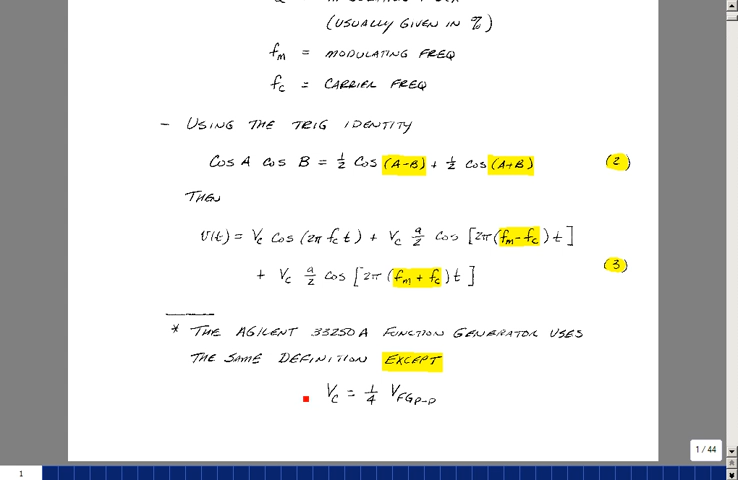 (USUALLY GIVEN IN %)
fm = MODULATING FREQ
fc = CARRIER FREQ
- USING THE TRIG IDENTITY
COS A COS B = 1/2 COS (A-B) + 1/2 COS (A+B) (2)
THEN
V(t) = Vc COS (2π fc t) + Vc a/2 COS [2π (fm - fc) t]
+ Vc a/2 COS [2π (fm + fc) t] (3)
* THE AGILENT 33250A FUNCTION GENERATOR USES
THE SAME DEFINITION EXCEPT
Vc = 1/4 VFGP-P
1 / 44
1